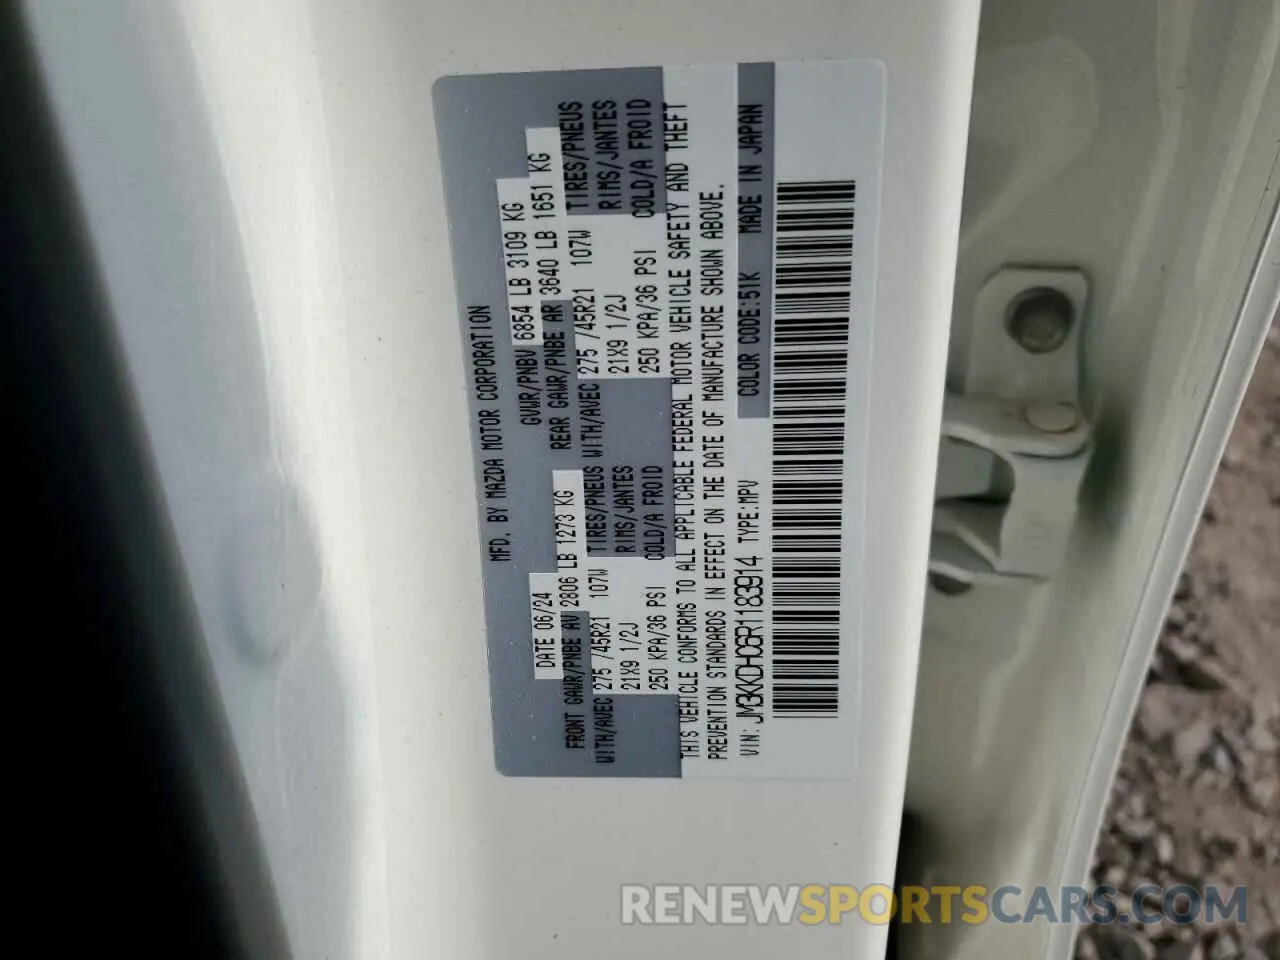 MFD. BY MAZDA MOTOR CORPORATION
DATE 06/24 GVWR/PNBV 6854 LB 3109 KG
FRONT GAWR/PNBE AV 2806 LB 1273 KG REAR GAWR/PNBE AR 3640 LB 1651 KG
WITH/AVEC 275 /45R21 107W TIRES/PNEUS WITH/AVEC 275 /45R21 107W TIRES/PNEUS
21X9 1/2J RIMS/JANTES 21X9 1/2J RIMS/JANTES
250 KPA/36 PSI COLD/A FROID 250 KPA/36 PSI COLD/A FROID
THIS VEHICLE CONFORMS TO ALL APPLICABLE FEDERAL MOTOR VEHICLE SAFETY AND THEFT
PREVENTION STANDARDS IN EFFECT ON THE DATE OF MANUFACTURE SHOWN ABOVE.
VIN: JM3KKDHC6R1183914 TYPE:MPV COLOR CODE:51K MADE IN JAPAN
RENEWSPORTSCARS.COM